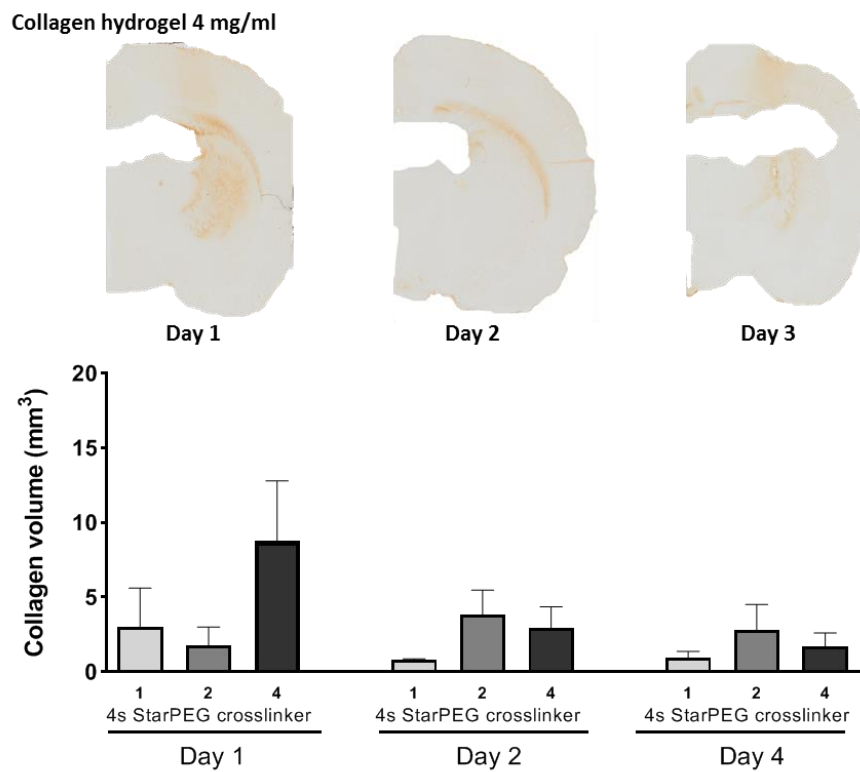 Collagen hydrogel 4 mg/ml
Day 1 Day 2 Day 3
Collagen volume (mm³)
20
15
10
5
0
1 2 4 1 2 4 1 2 4
4s StarPEG crosslinker 4s StarPEG crosslinker 4s StarPEG crosslinker
Day 1 Day 2 Day 4